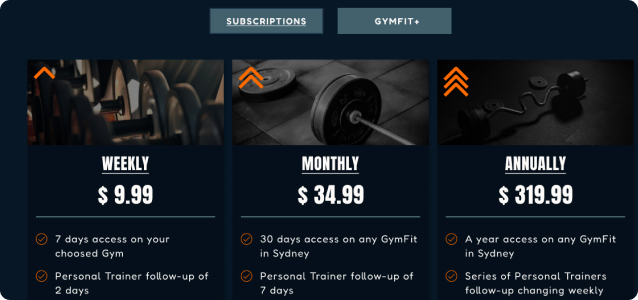 SUBSCRIPTIONS
GYMFIT+
WEEKLY
$ 9.99
7 days access on your
choosed Gym
Personal Trainer follow-up of
2 days
MONTHLY
$ 34.99
30 days access on any GymFit
in Sydney
Personal Trainer follow-up of
7 days
ANNUALLY
$ 319.99
A year access on any GymFit
in Sydney
Series of Personal Trainers
follow-up changing weekly